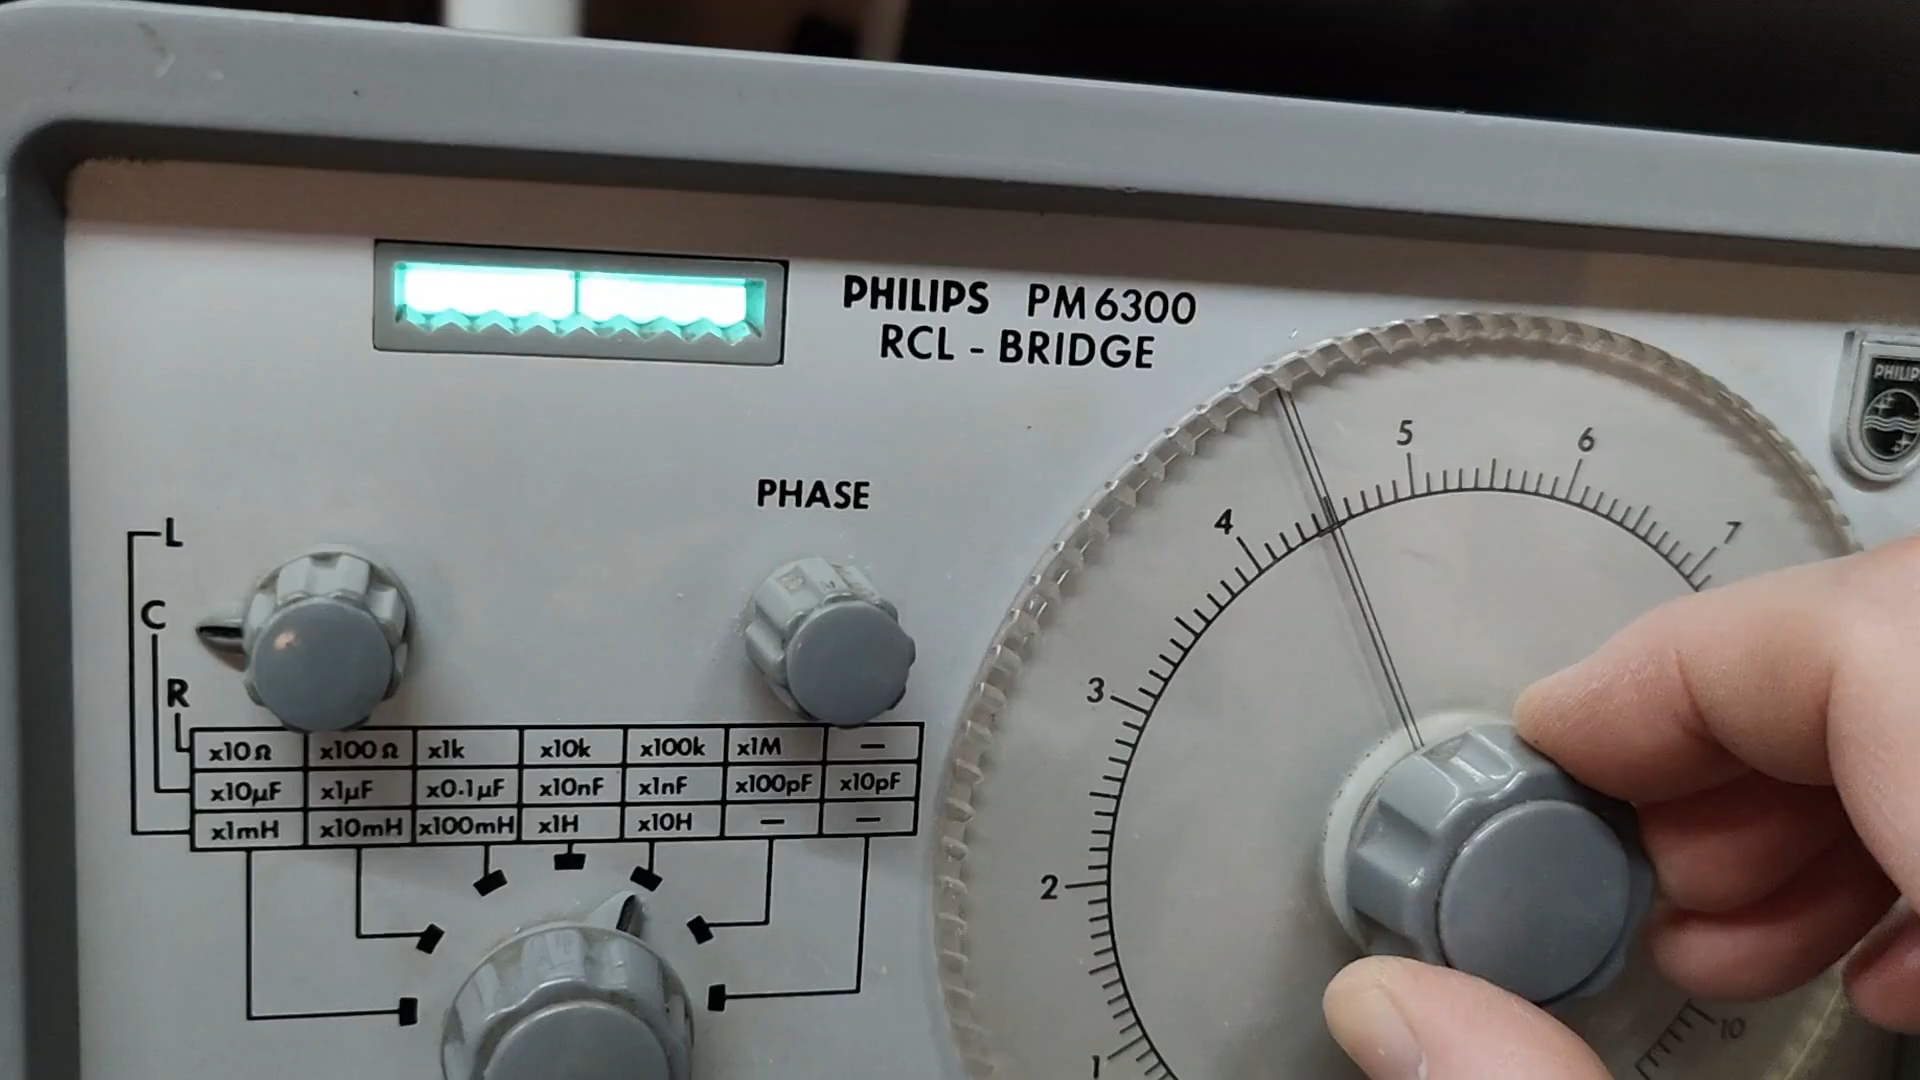 PHILIPS PM6300
RCL - BRIDGE
PHILIPS
PHASE
L
C
R
x10Ω x100Ω x1k x10k x100k x1M —
x10µF x1µF x0.1µF x10nF x1nF x100pF x10pF
x1mH x10mH x100mH x1H x10H — —
1
2
3
4
5
6
7
10